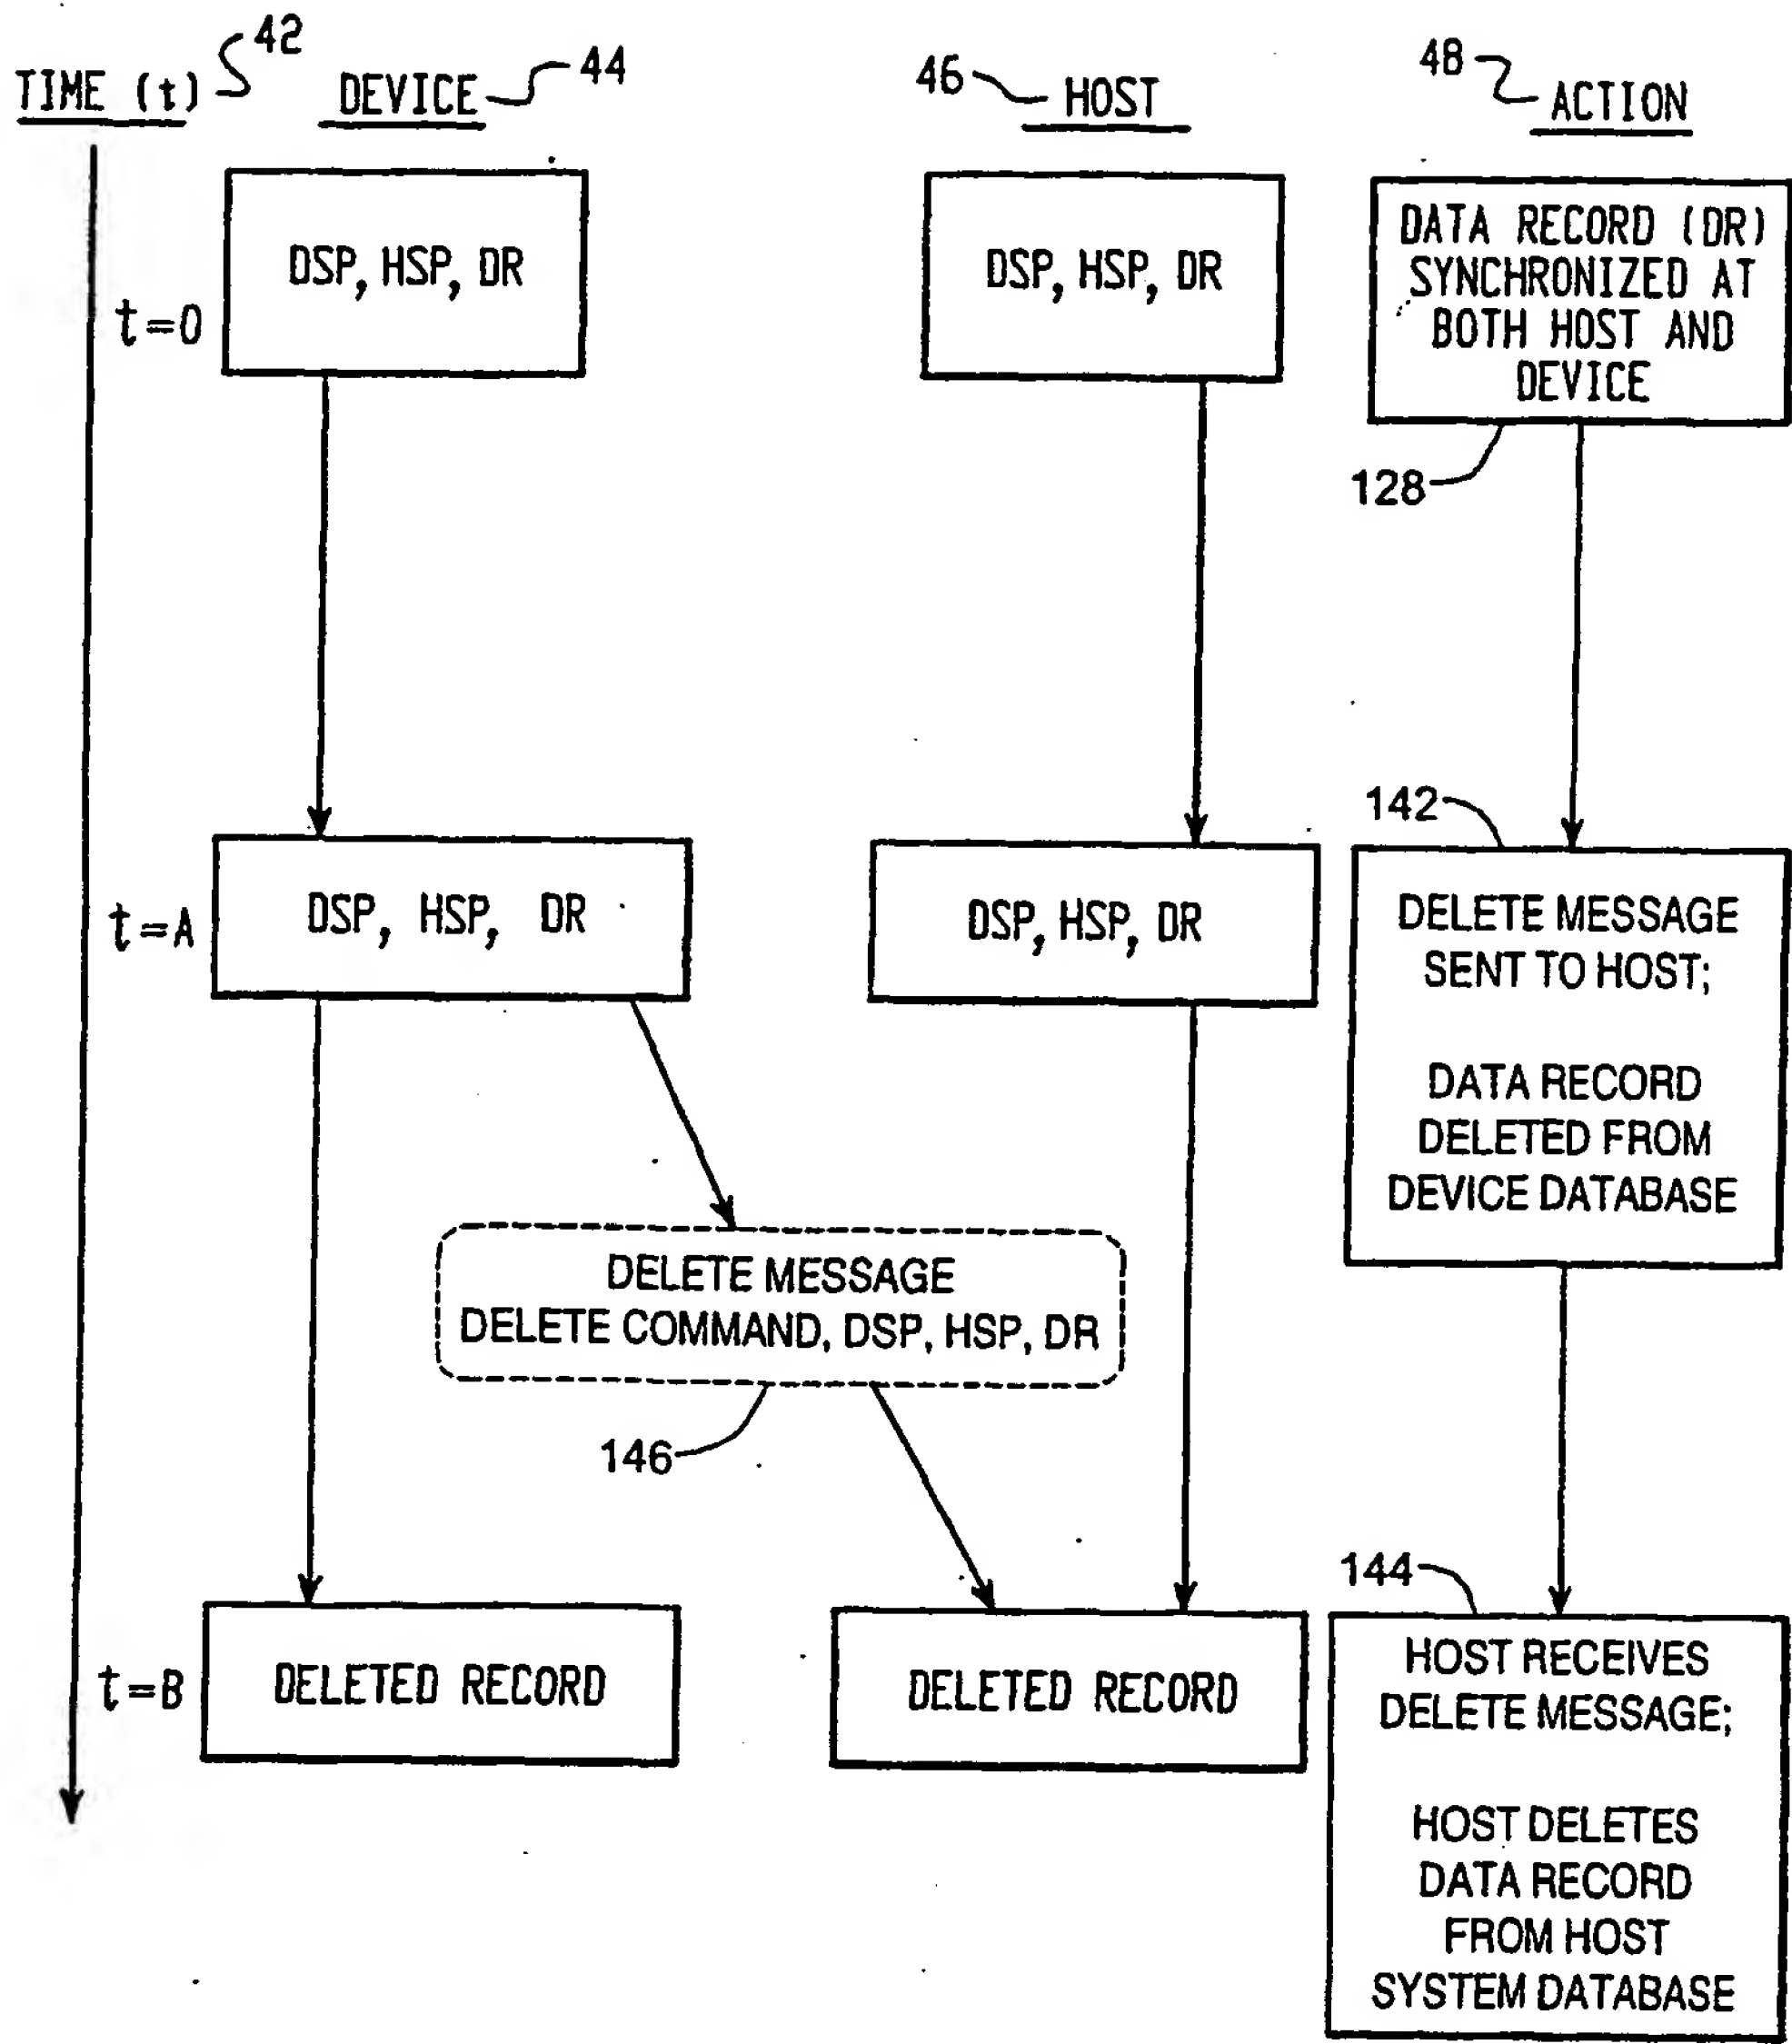 42
44
46
48
TIME (t)
DEVICE
HOST
ACTION
t=0
DSP, HSP, DR
DSP, HSP, DR
DATA RECORD (DR)
SYNCHRONIZED AT
BOTH HOST AND
DEVICE
128
142
t=A
DSP, HSP, DR
DSP, HSP, DR
DELETE MESSAGE
SENT TO HOST;
DATA RECORD
DELETED FROM
DEVICE DATABASE
DELETE MESSAGE
DELETE COMMAND, DSP, HSP, DR
146
144
t=B
DELETED RECORD
DELETED RECORD
HOST RECEIVES
DELETE MESSAGE;
HOST DELETES
DATA RECORD
FROM HOST
SYSTEM DATABASE